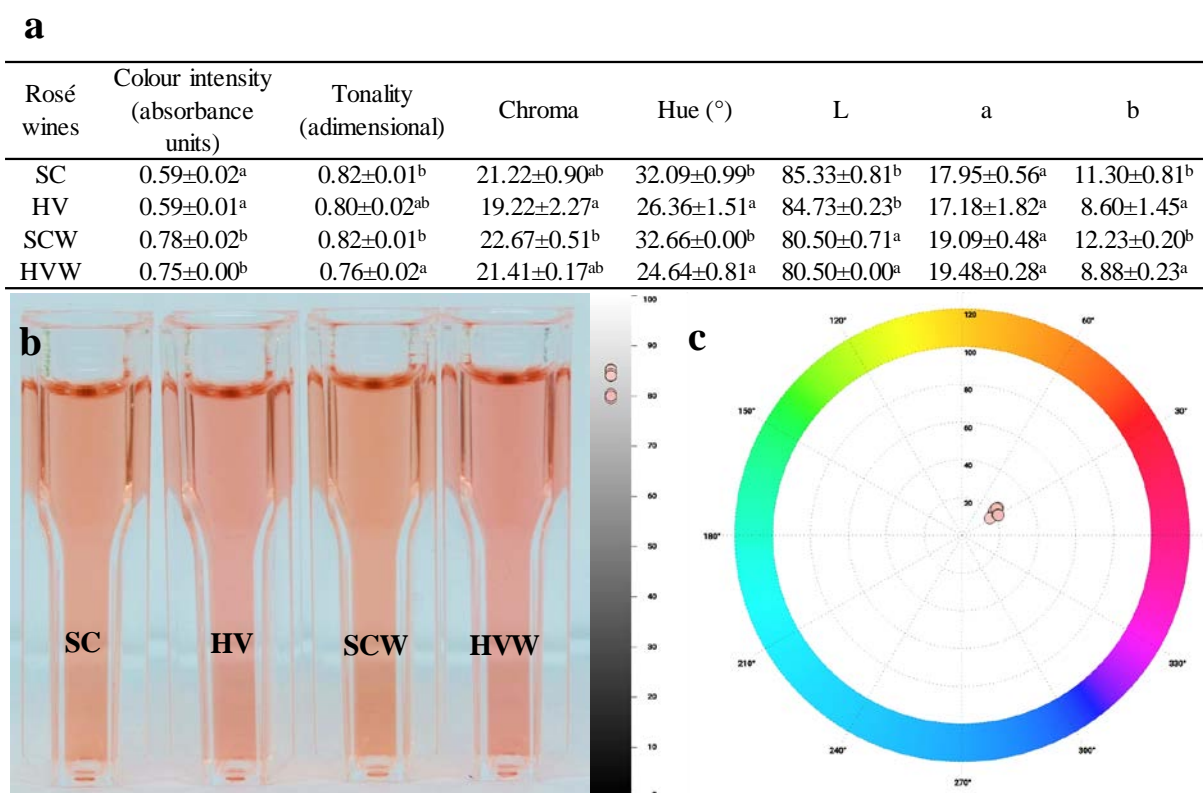 a
Rosé wines Colour intensity (absorbance units) Tonality (adimensional) Chroma Hue (°) L a b
SC 0.59±0.02ᵃ 0.82±0.01ᵇ 21.22±0.90ᵃᵇ 32.09±0.99ᵇ 85.33±0.81ᵇ 17.95±0.56ᵃ 11.30±0.81ᵇ
HV 0.59±0.01ᵃ 0.80±0.02ᵃᵇ 19.22±2.27ᵃ 26.36±1.51ᵃ 84.73±0.23ᵇ 17.18±1.82ᵃ 8.60±1.45ᵃ
SCW 0.78±0.02ᵇ 0.82±0.01ᵇ 22.67±0.51ᵇ 32.66±0.00ᵇ 80.50±0.71ᵃ 19.09±0.48ᵃ 12.23±0.20ᵇ
HVW 0.75±0.00ᵇ 0.76±0.02ᵃ 21.41±0.17ᵃᵇ 24.64±0.81ᵃ 80.50±0.00ᵃ 19.48±0.28ᵃ 8.88±0.23ᵃ
b
SC HV SCW HVW
100
90
80
70
60
50
40
30
20
10
c
120
100
80
60
40
20
30°
60°
120°
150°
180°
210°
240°
270°
300°
330°